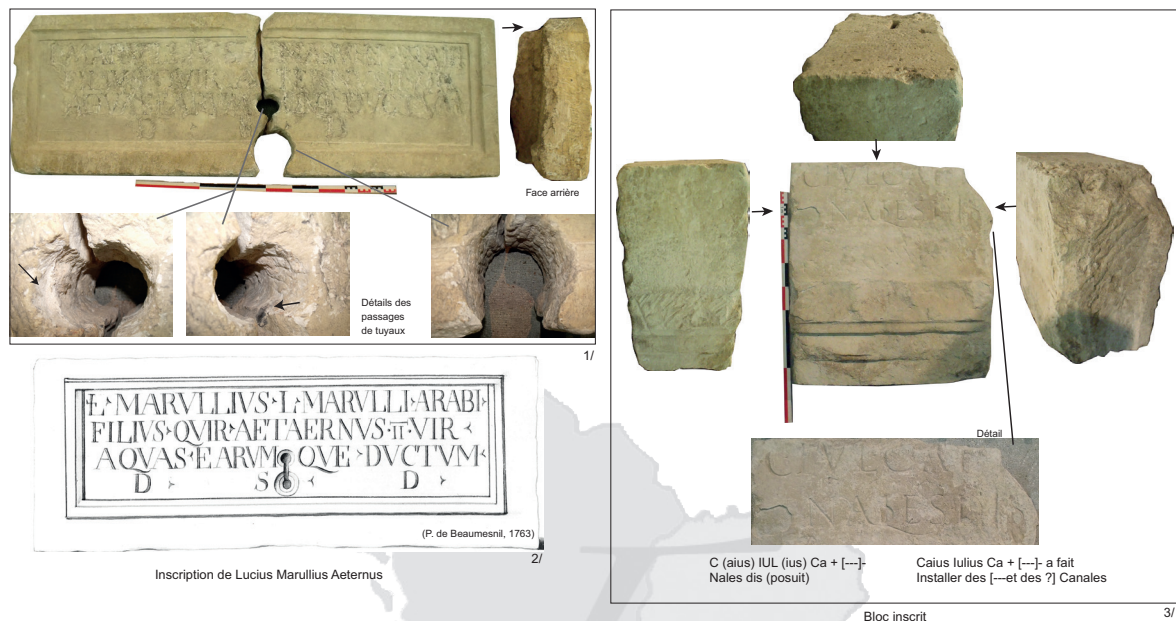 Face arrière
Détails des
passages
de tuyaux
1/
L MARVLLIVS L MARVLLI ARABI
FILIVS QVIR AETAERNVS II VIR
AQVAS EARVM QVE DVCTVM
D S D
(P. de Beaumesnil, 1763)
2/
Inscription de Lucius Marullius Aeternus
Détail
C (aius) IUL (ius) Ca + [---]-
Nales dis (posuit)
Caius Iulius Ca + [---]- a fait
Installer des [---et des ?] Canales
Bloc inscrit
3/